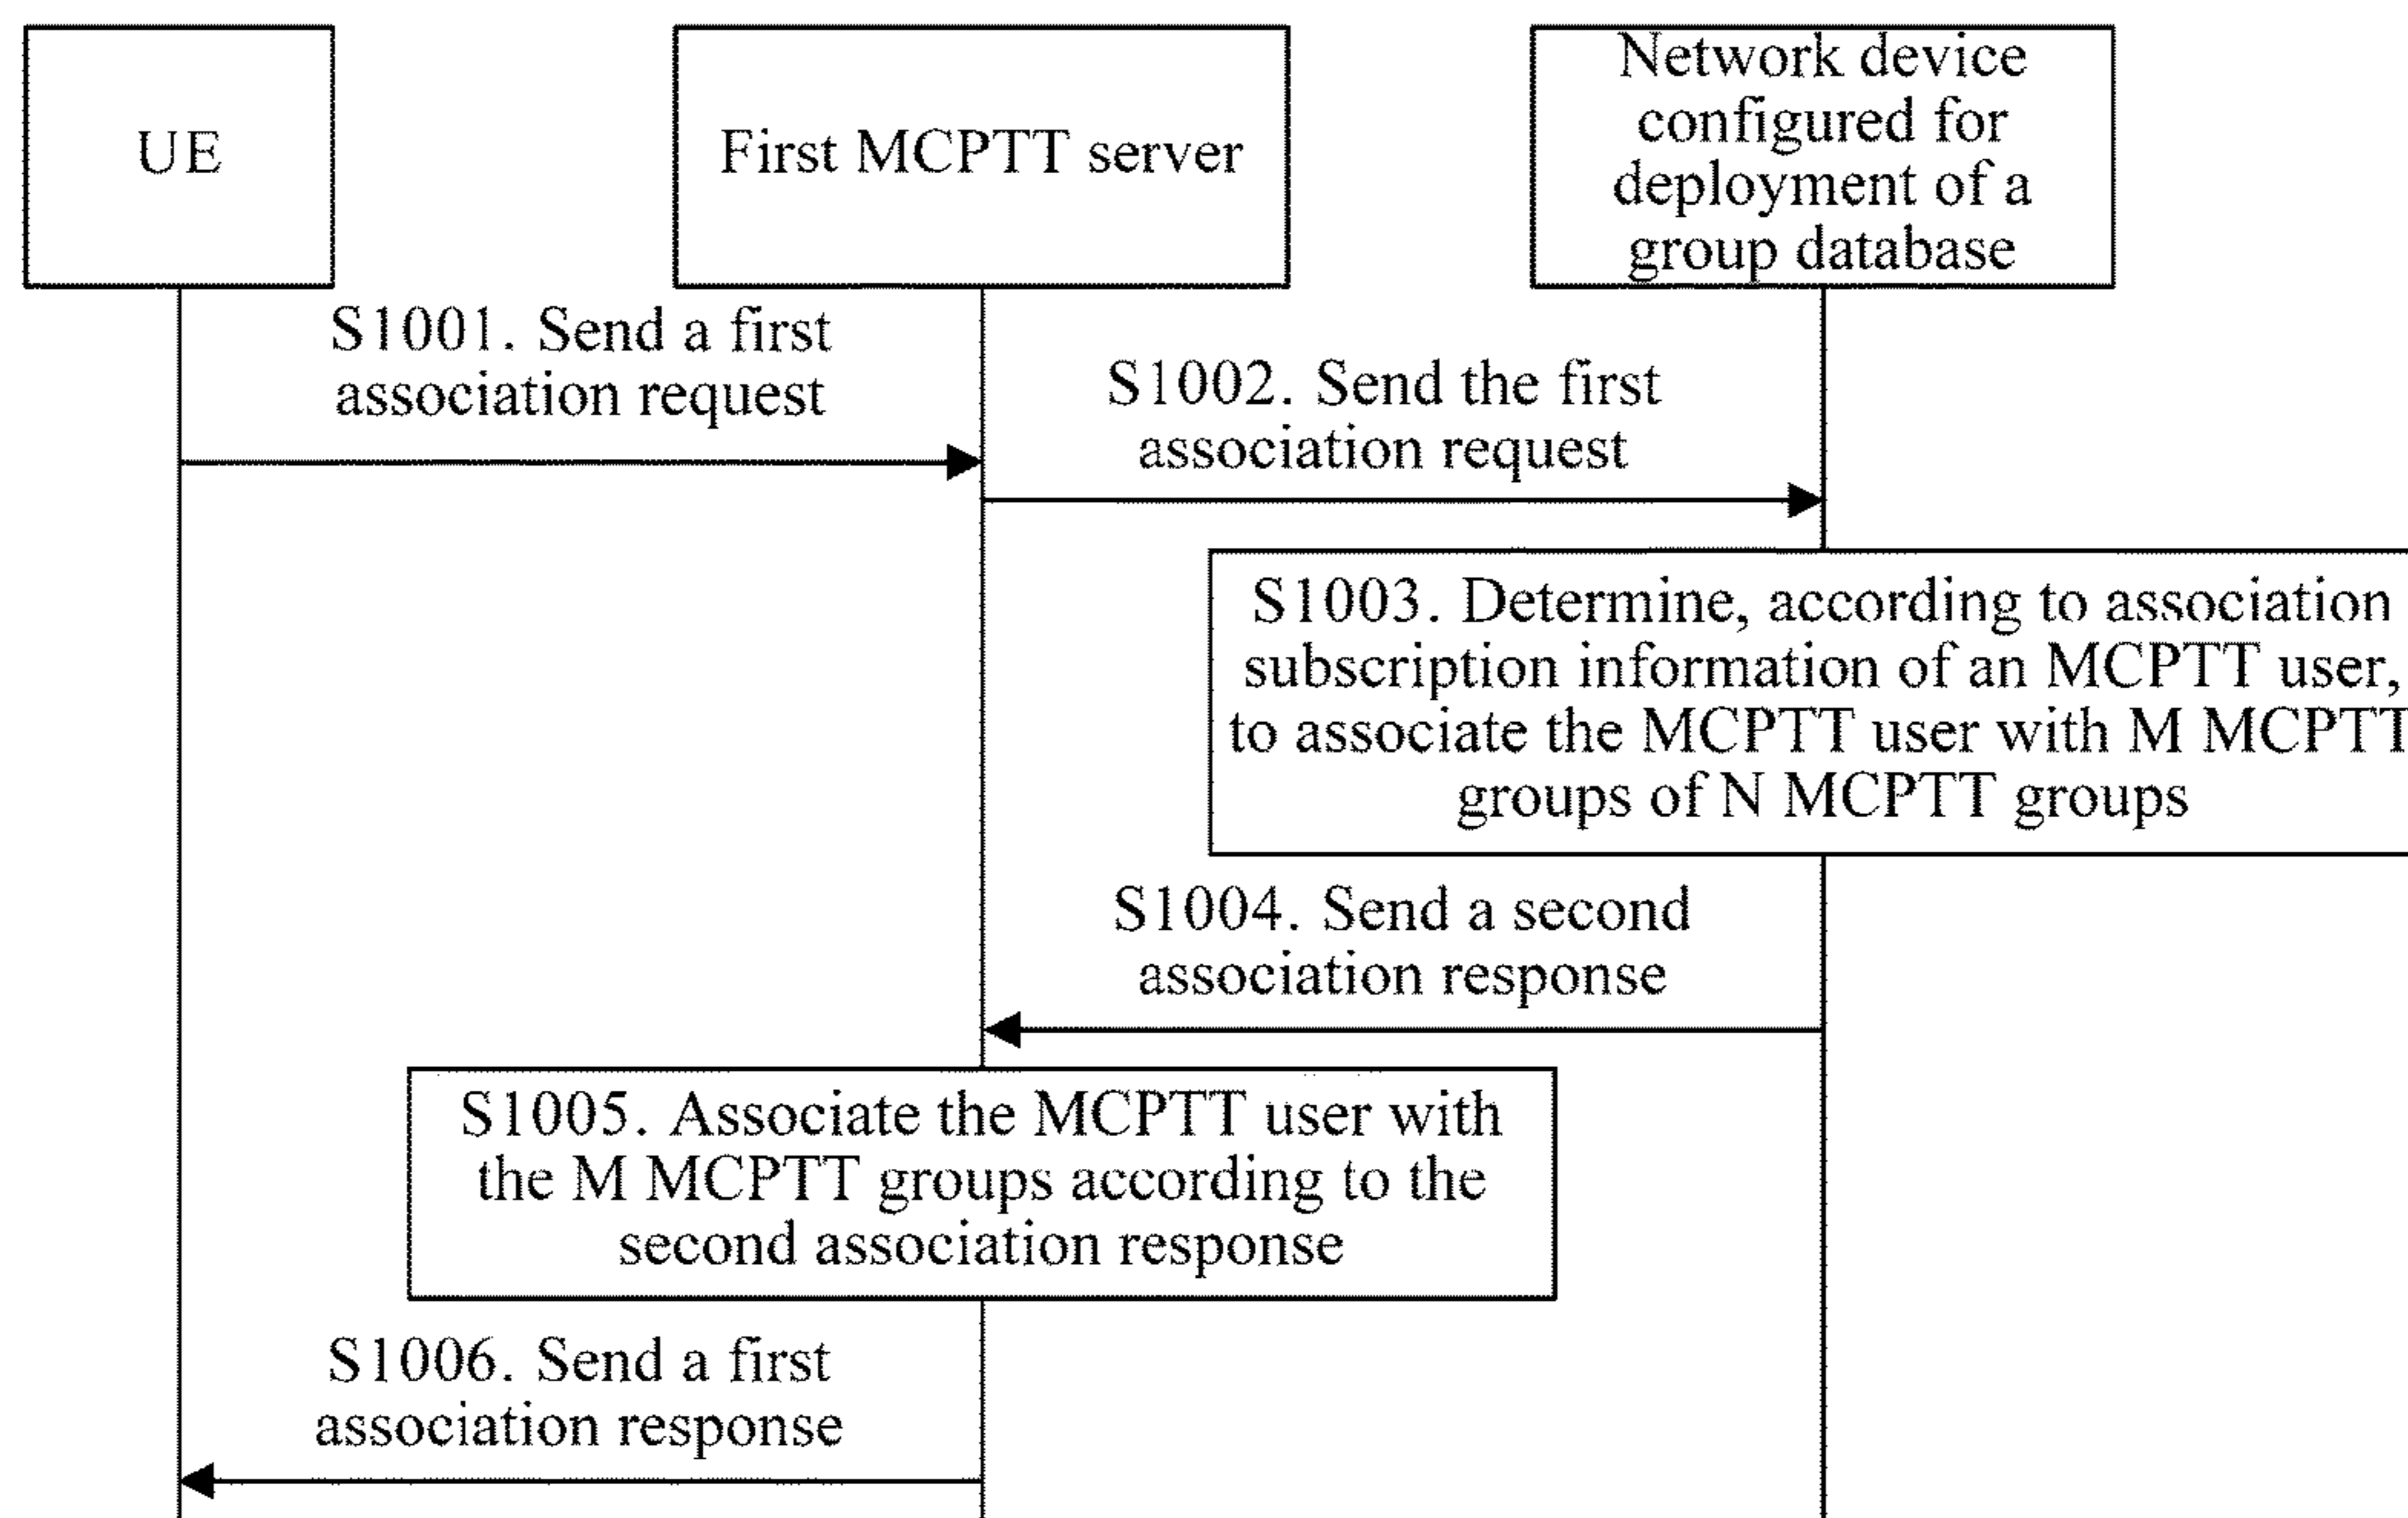 UE
First MCPTT server
Network device
configured for
deployment of a
group database
S1001. Send a first
association request
S1002. Send the first
association request
S1003. Determine, according to association
subscription information of an MCPTT user,
to associate the MCPTT user with M MCPTT
groups of N MCPTT groups
S1004. Send a second
association response
S1005. Associate the MCPTT user with
the M MCPTT groups according to the
second association response
S1006. Send a first
association response